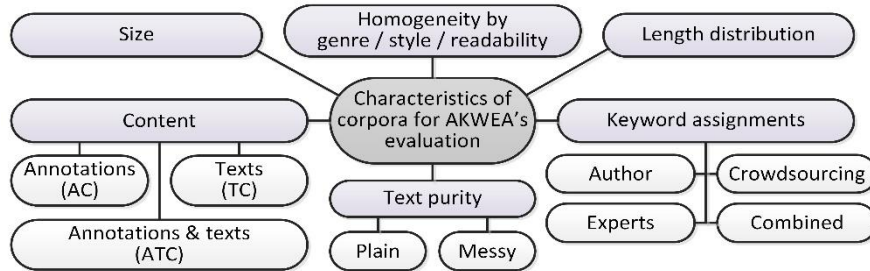 Size
Homogeneity by
genre / style / readability
Length distribution
Characteristics of
corpora for AKWEA's
evaluation
Content
Annotations
(AC)
Texts
(TC)
Annotations & texts
(ATC)
Text purity
Plain
Messy
Keyword assignments
Author
Crowdsourcing
Experts
Combined